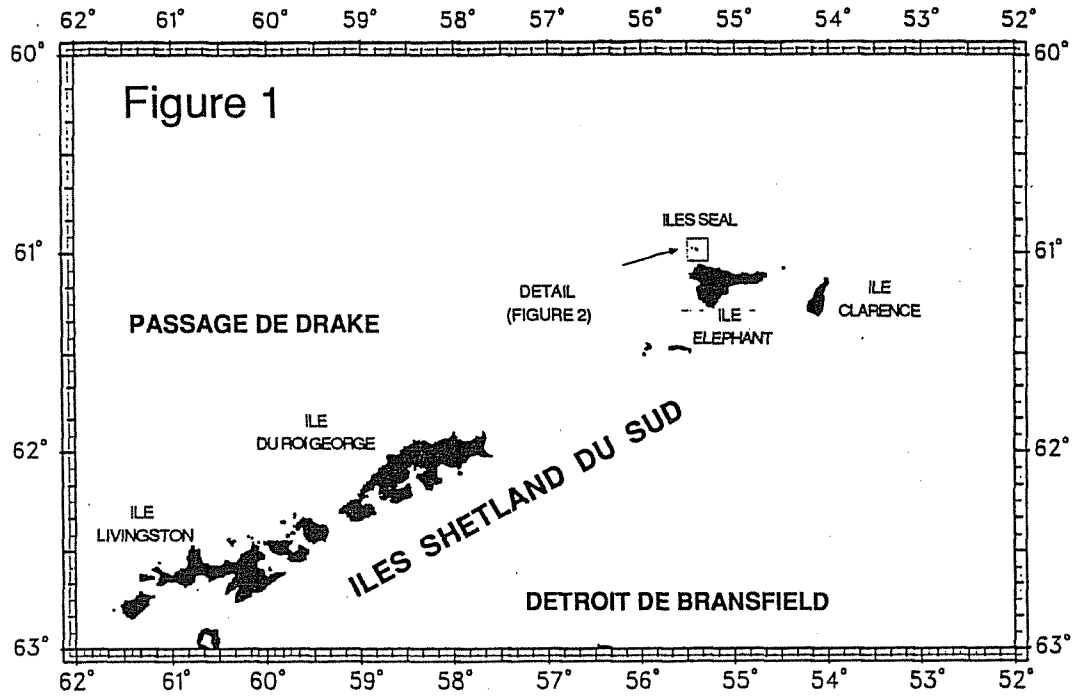 62° 61° 60° 59° 58° 57° 56° 55° 54° 53° 52°
60° 60°
Figure 1
ILES SEAL
61° 61°
DETAIL
(FIGURE 2)
ILE
CLARENCE
ILE
ELEPHANT
PASSAGE DE DRAKE
ILE
DU ROI GEORGE
62° 62°
ILES SHETLAND DU SUD
ILE
LIVINGSTON
DETROIT DE BRANSFIELD
63° 63°
62° 61° 60° 59° 58° 57° 56° 55° 54° 53° 52°